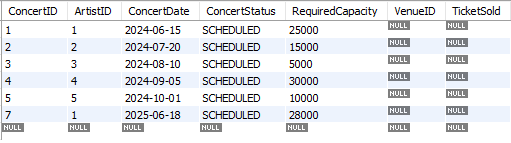 ConcertID ArtistID ConcertDate ConcertStatus RequiredCapacity VenueID TicketSold
1 1 2024-06-15 SCHEDULED 25000 NULL NULL
2 2 2024-07-20 SCHEDULED 15000 NULL NULL
3 3 2024-08-10 SCHEDULED 5000 NULL NULL
4 4 2024-09-05 SCHEDULED 30000 NULL NULL
5 5 2024-10-01 SCHEDULED 10000 NULL NULL
7 1 2025-06-18 SCHEDULED 28000 NULL NULL
NULL NULL NULL NULL NULL NULL NULL